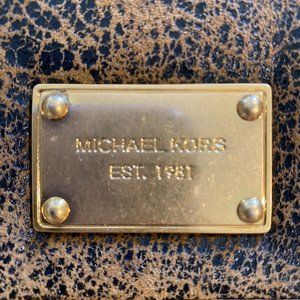 MICHAEL KORS
EST. 1981